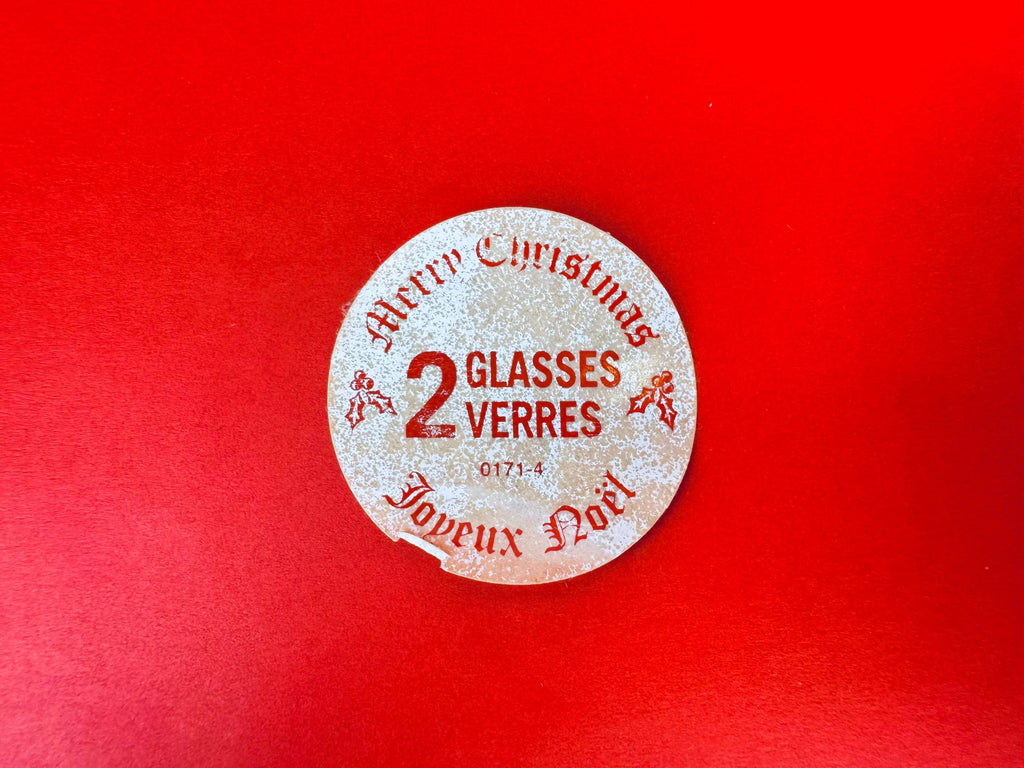 Merry Christmas
2 GLASSES
VERRES
0171-4
Joyeux Noël